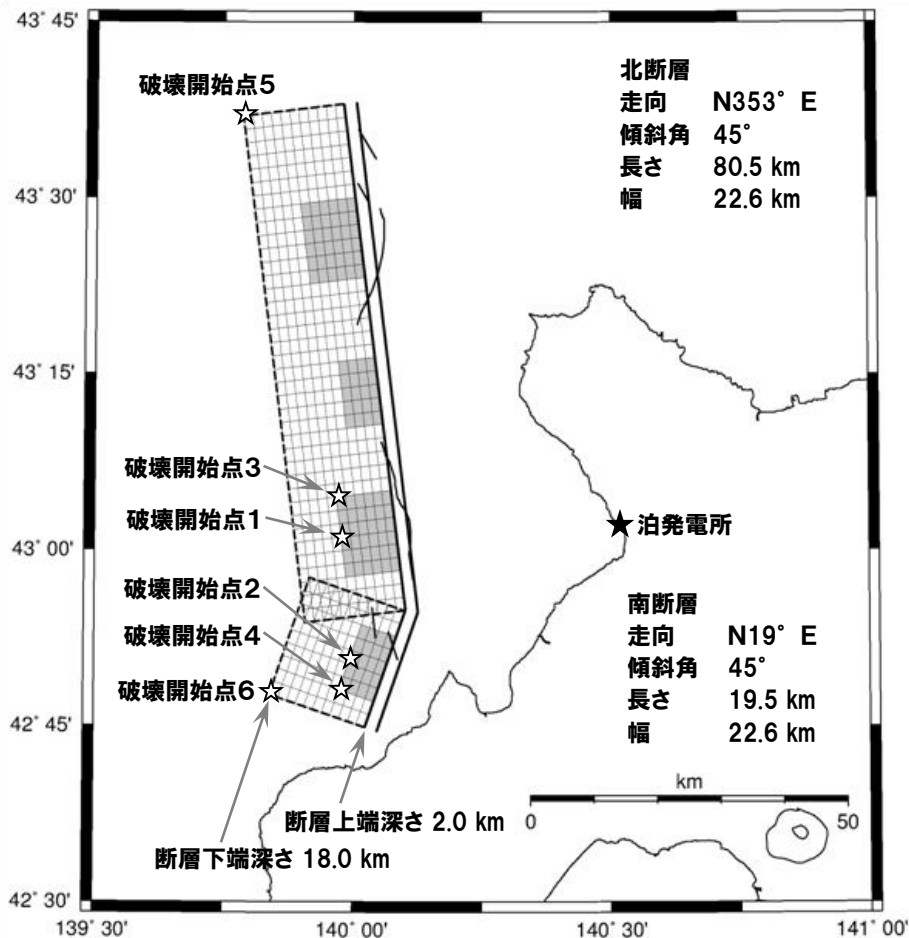 43° 45'
破壊開始点5
北断層
走向 N353° E
傾斜角 45°
長さ 80.5 km
幅 22.6 km
43° 30'
43° 15'
破壊開始点3
破壊開始点1
泊発電所
43° 00'
破壊開始点2
破壊開始点4
破壊開始点6
南断層
走向 N19° E
傾斜角 45°
長さ 19.5 km
幅 22.6 km
42° 45'
km
0 50
断層上端深さ 2.0 km
断層下端深さ 18.0 km
42° 30'
139° 30' 140° 00' 140° 30' 141° 00'